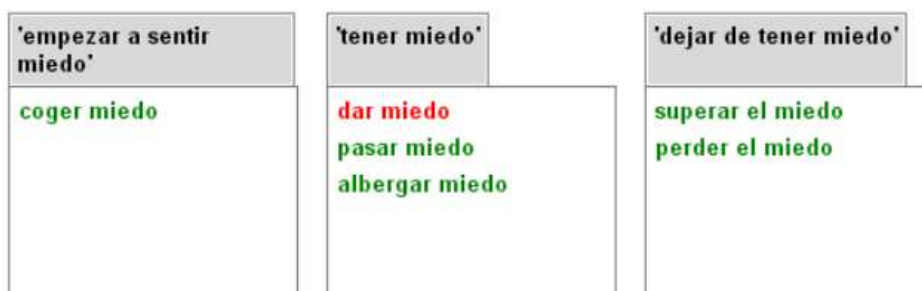 'empezar a sentir
miedo'
coger miedo
'tener miedo'
dar miedo
pasar miedo
albergar miedo
'dejar de tener miedo'
superar el miedo
perder el miedo